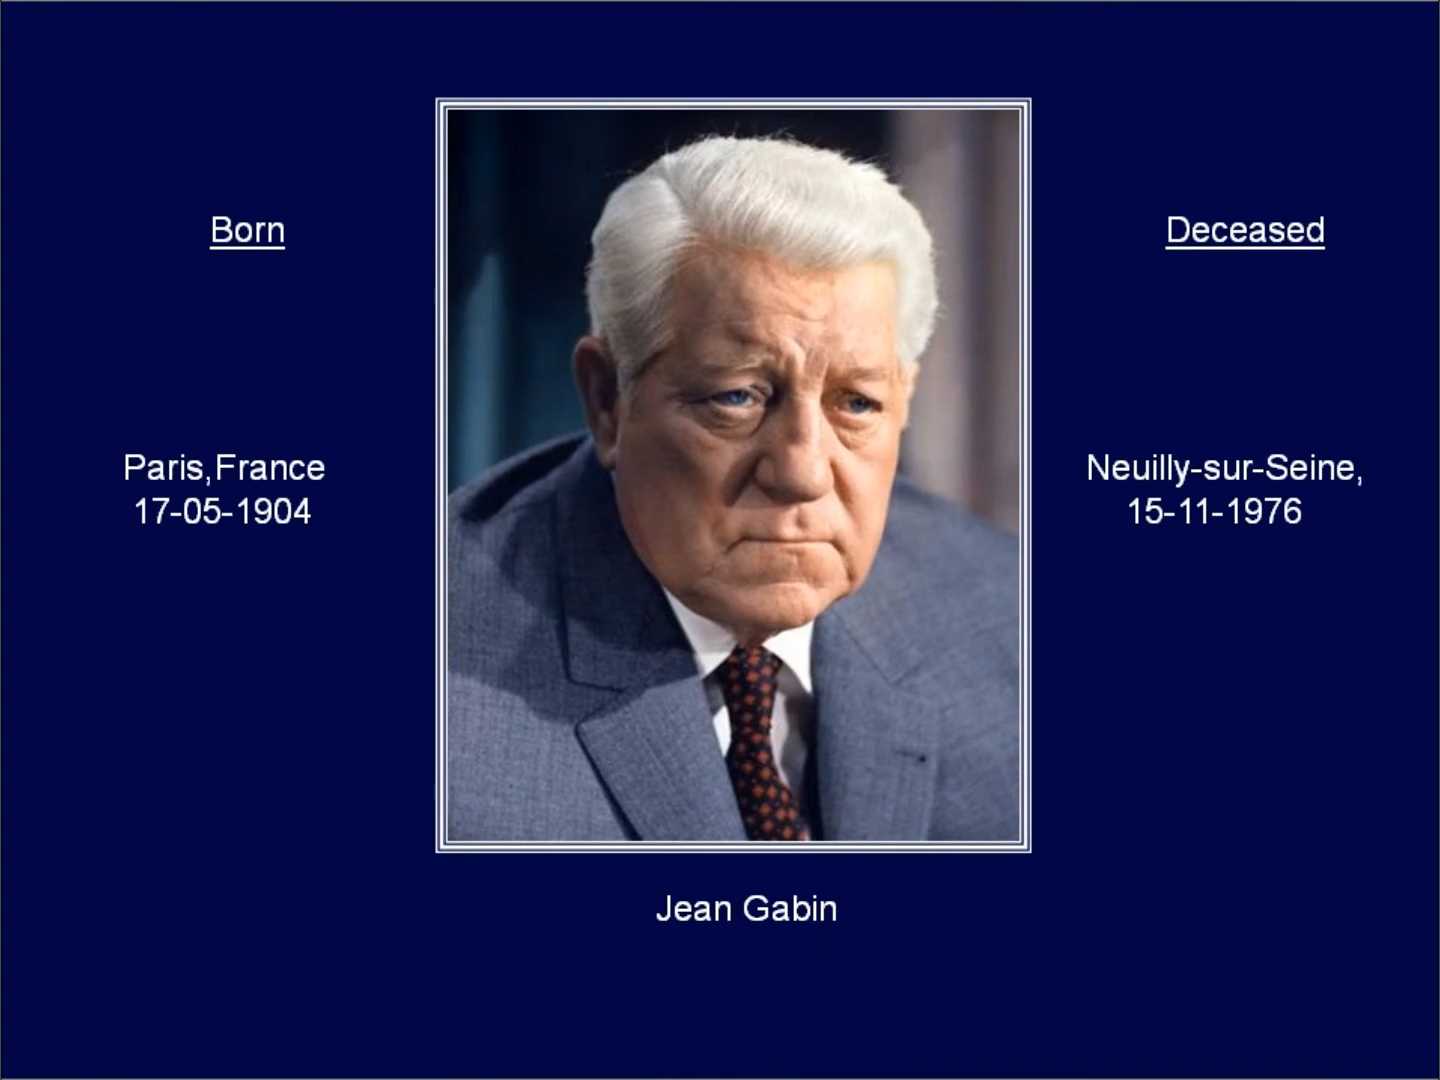 Born
Deceased
Paris,France
17-05-1904
Neuilly-sur-Seine,
15-11-1976
Jean Gabin